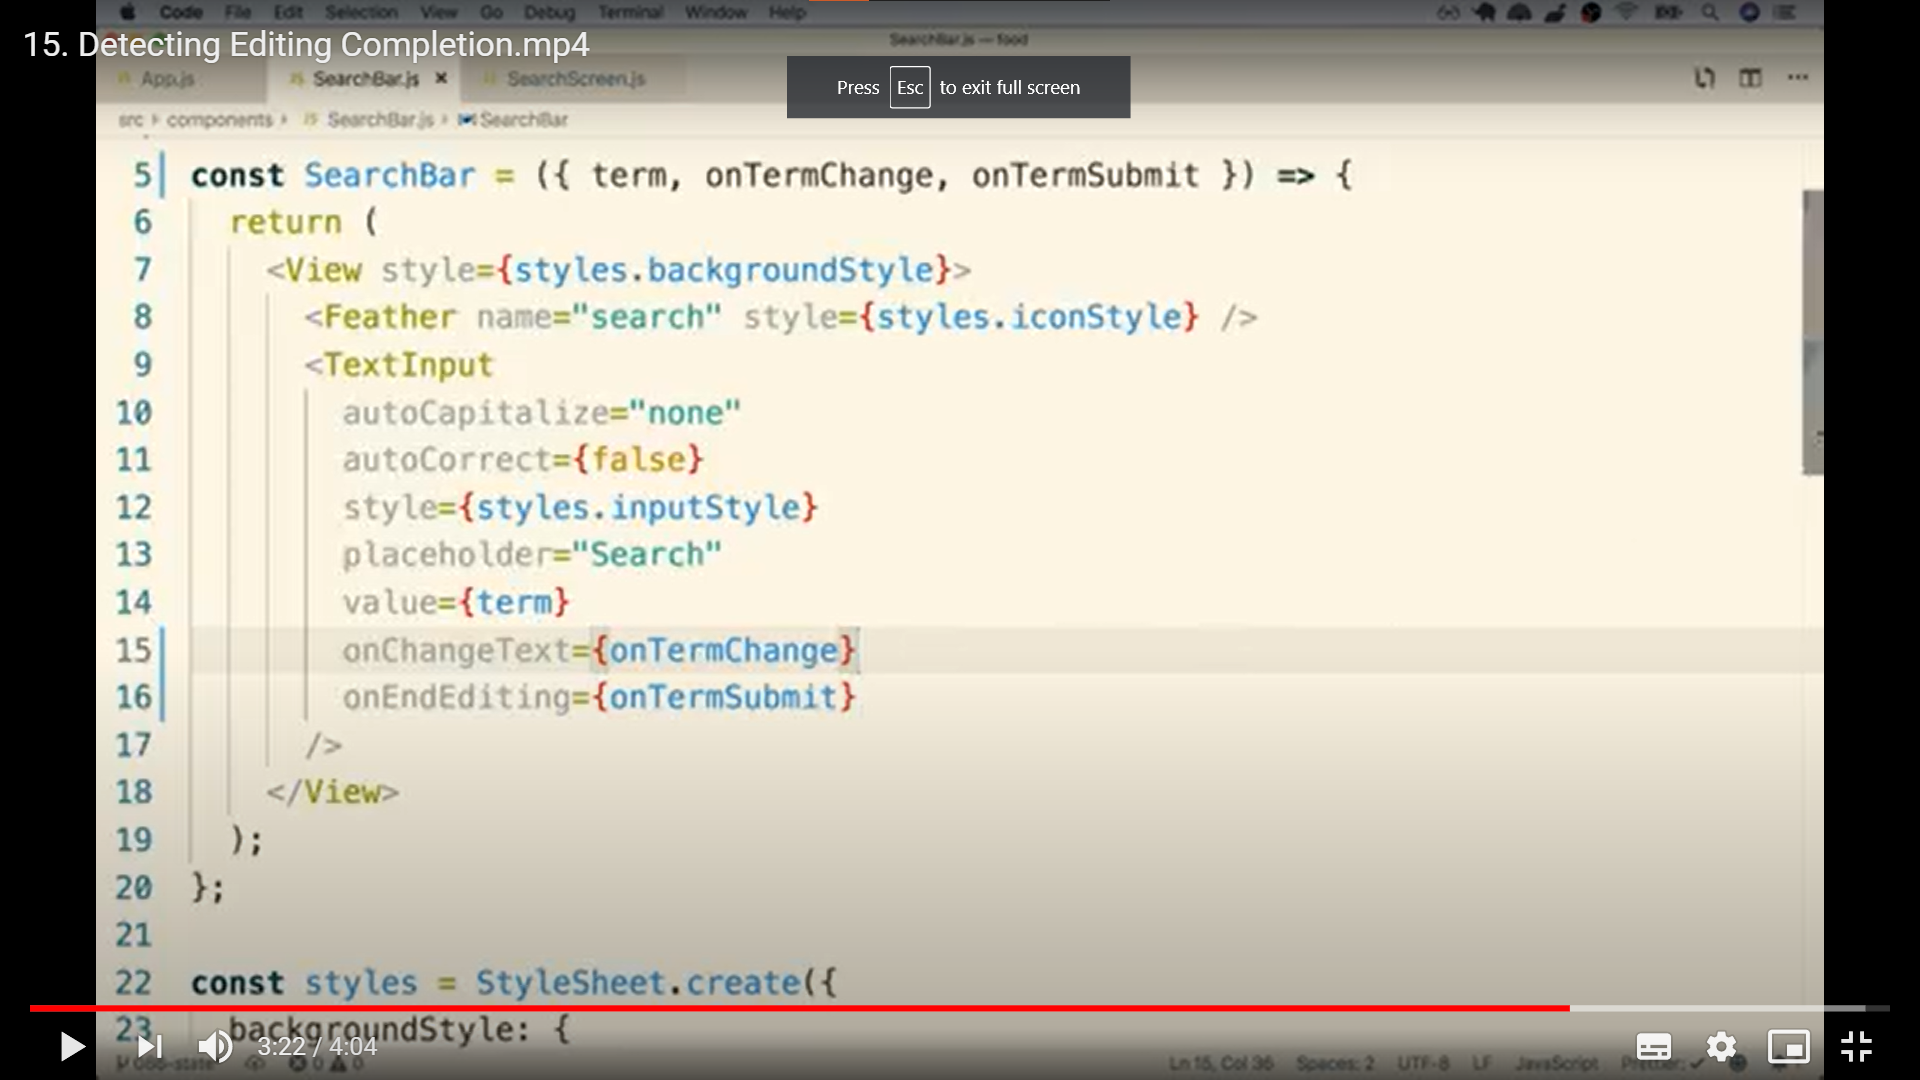 Code File Edit Selection View Go Debug Terminal Window Help
SearchBar.js — food
15. Detecting Editing Completion.mp4
App.js SearchBar.js × SearchScreen.js
Press Esc to exit full screen
src › components › SearchBar.js › SearchBar
5 const SearchBar = ({ term, onTermChange, onTermSubmit }) => {
6 return (
7 <View style={styles.backgroundStyle}>
8 <Feather name="search" style={styles.iconStyle} />
9 <TextInput
10 autoCapitalize="none"
11 autoCorrect={false}
12 style={styles.inputStyle}
13 placeholder="Search"
14 value={term}
15 onChangeText={onTermChange}
16 onEndEditing={onTermSubmit}
17 />
18 </View>
19 );
20 };
21
22 const styles = StyleSheet.create({
23 backgroundStyle: {
3:22 / 4:04
Ln 15, Col 36 Spaces: 2 UTF-8 LF JavaScript Prettier: ✓